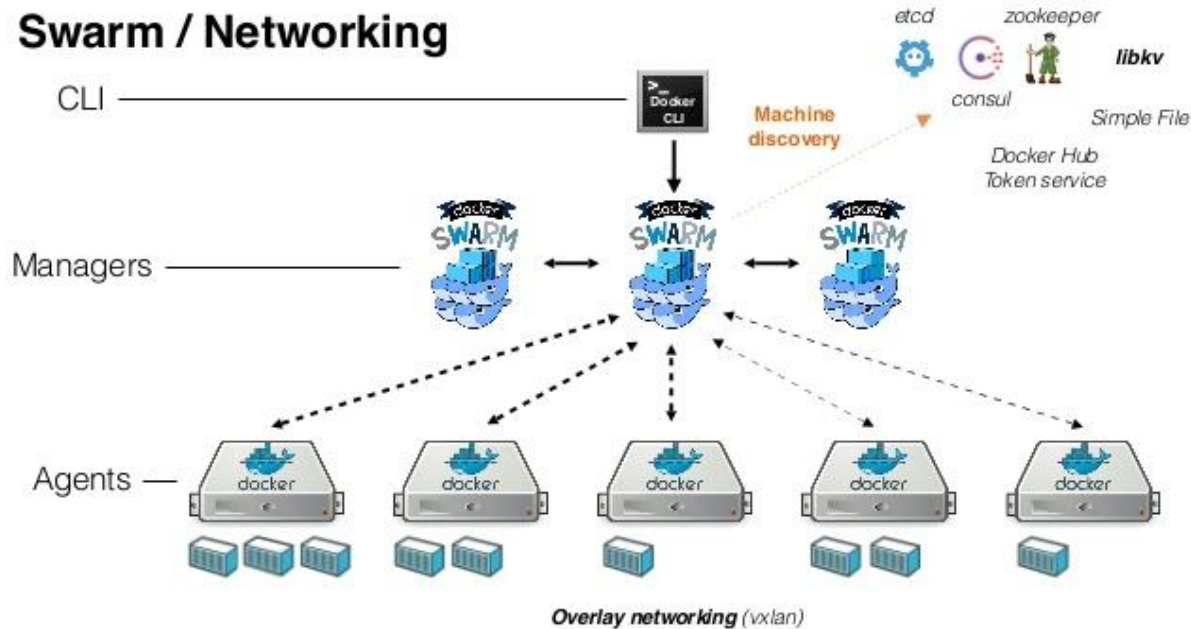 Swarm / Networking
etcd
zookeeper
libkv
consul
Simple File
Docker Hub
Token service
CLI
>_
Docker
CLI
Machine
discovery
Managers
docker
SWARM
docker
SWARM
docker
SWARM
Agents
docker
docker
docker
docker
docker
Overlay networking (vxlan)